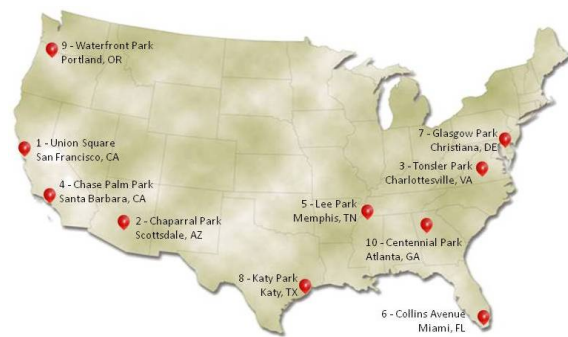 9 - Waterfront Park
Portland, OR
1 - Union Square
San Francisco, CA
4 - Chase Palm Park
Santa Barbara, CA
2 - Chaparral Park
Scottsdale, AZ
7 - Glasgow Park
Christiana, DE
3 - Tonsler Park
Charlottesville, VA
5 - Lee Park
Memphis, TN
10 - Centennial Park
Atlanta, GA
8 - Katy Park
Katy, TX
6 - Collins Avenue
Miami, FL